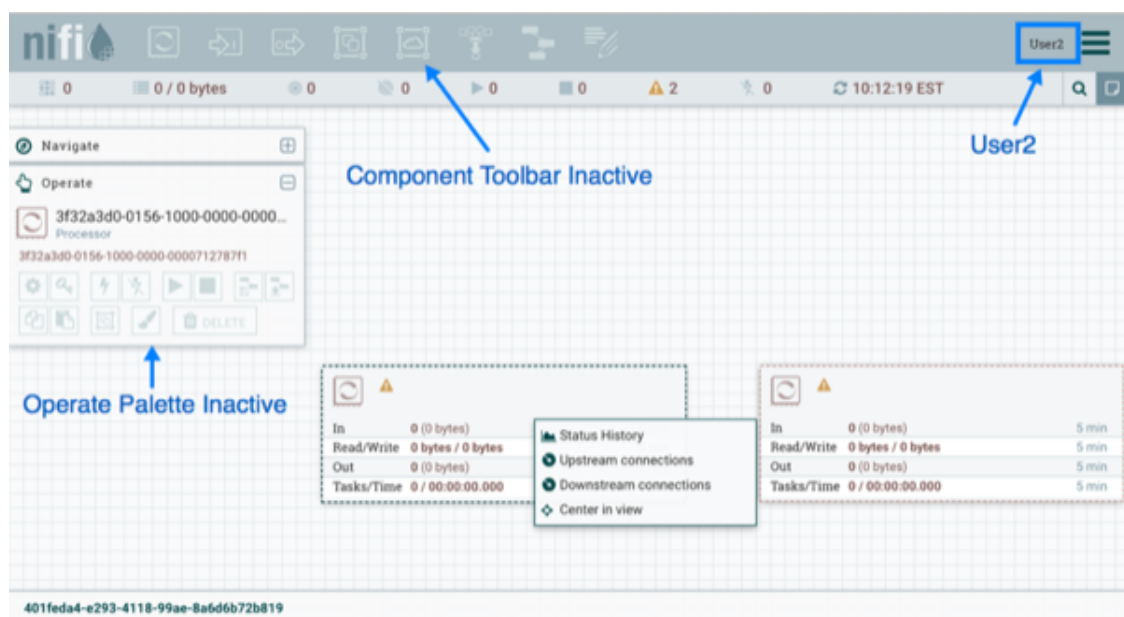 nifi
User2
0
0 / 0 bytes
0
0
0
0
2
0
10:12:19 EST
User2
Component Toolbar Inactive
Navigate
Operate
3f32a3d0-0156-1000-0000-0000...
Processor
3f32a3d0-0156-1000-0000-0000712787f1
DELETE
Operate Palette Inactive
In 0 (0 bytes)
Read/Write 0 bytes / 0 bytes
Out 0 (0 bytes)
Tasks/Time 0 / 00:00:00.000
Status History
Upstream connections
Downstream connections
Center in view
In 0 (0 bytes) 5 min
Read/Write 0 bytes / 0 bytes 5 min
Out 0 (0 bytes) 5 min
Tasks/Time 0 / 00:00:00.000 5 min
401feda4-e293-4118-99ae-8a6d6b72b819